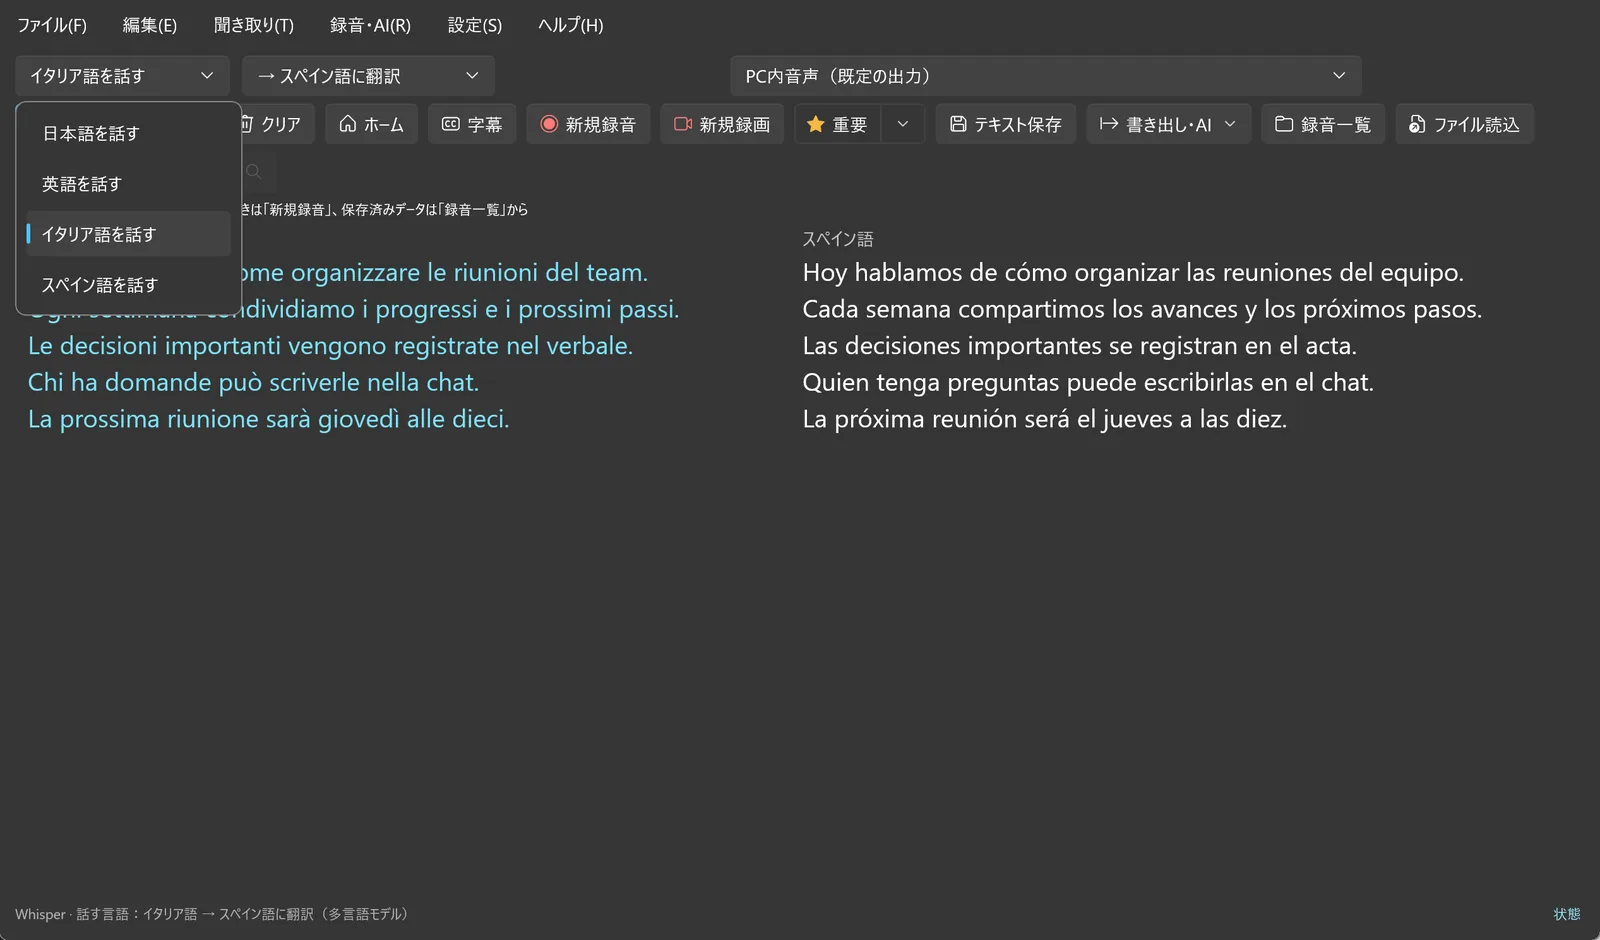 ファイル(F) 編集(E) 聞き取り(T) 録音・AI(R) 設定(S) ヘルプ(H)
イタリア語を話す → スペイン語に翻訳 PC内音声（既定の出力）
クリア ホーム 字幕 新規録音 新規録画 重要 テキスト保存 書き出し・AI 録音一覧 ファイル読込
日本語を話す
英語を話す
イタリア語を話す
スペイン語を話す
は「新規録音」、保存済みデータは「録音一覧」から
organizzare le riunioni del team.
i progressi e i prossimi passi.
Le decisioni importanti vengono registrate nel verbale.
Chi ha domande può scriverle nella chat.
La prossima riunione sarà giovedì alle dieci.
スペイン語
Hoy hablamos de cómo organizar las reuniones del equipo.
Cada semana compartimos los avances y los próximos pasos.
Las decisiones importantes se registran en el acta.
Quien tenga preguntas puede escribirlas en el chat.
La próxima reunión será el jueves a las diez.
Whisper · 話す言語：イタリア語 → スペイン語に翻訳（多言語モデル）
状態